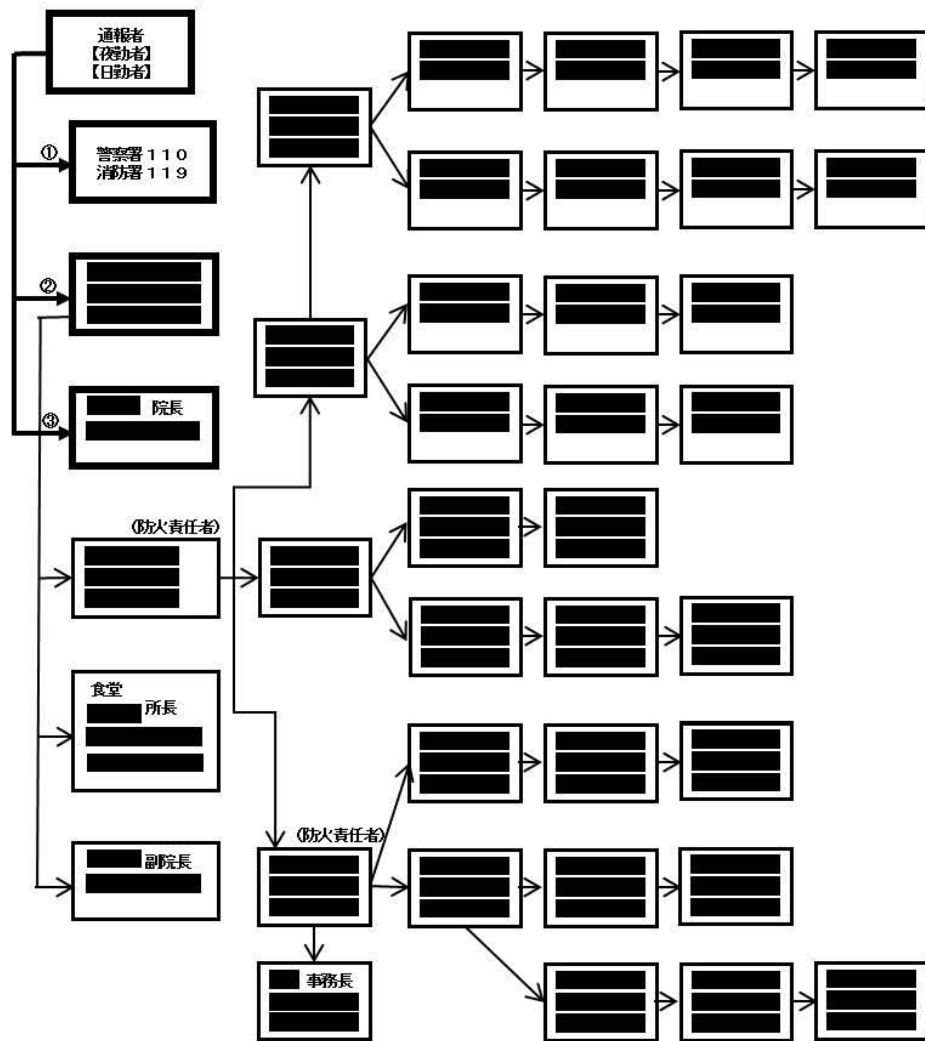 通報者
【夜勤者】
【日勤者】
①
警察署110
消防署119
②
③
院長
(防火責任者)
食堂
所長
(防火責任者)
副院長
事務長